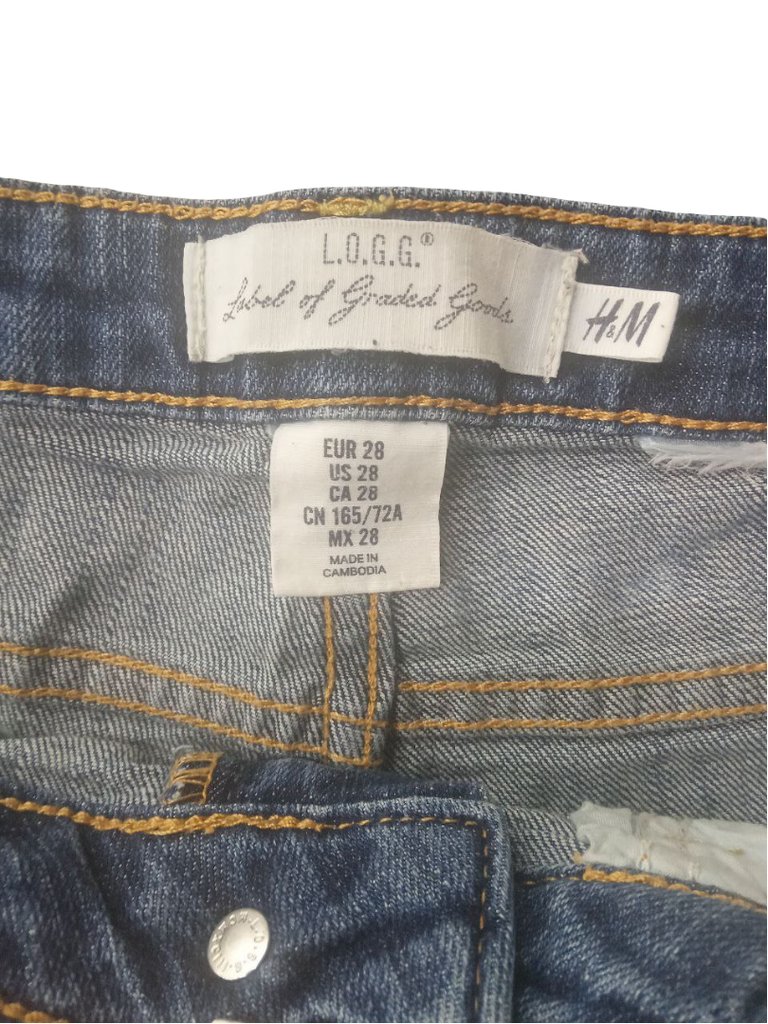 L.O.G.G.®
Label of Graded Goods
H&M
EUR 28
US 28
CA 28
CN 165/72A
MX 28
MADE IN
CAMBODIA